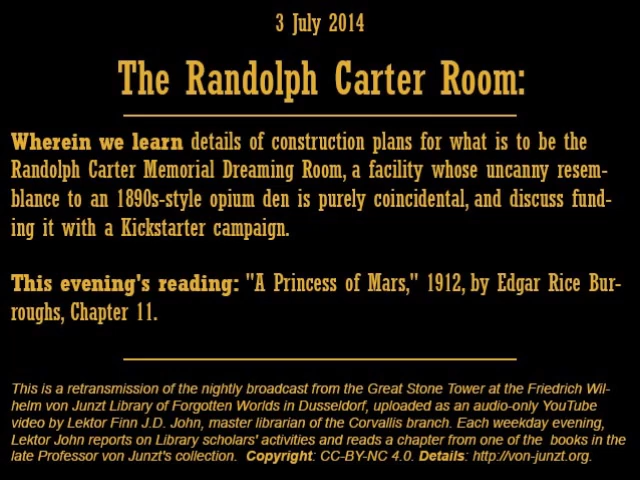 3 July 2014
The Randolph Carter Room:
Wherein we learn details of construction plans for what is to be the
Randolph Carter Memorial Dreaming Room, a facility whose uncanny resem-
blance to an 1890s-style opium den is purely coincidental, and discuss fund-
ing it with a Kickstarter campaign.
This evening's reading: "A Princess of Mars," 1912, by Edgar Rice Bur-
roughs, Chapter 11.
This is a retransmission of the nightly broadcast from the Great Stone Tower at the Friedrich Wil-
helm von Junzt Library of Forgotten Worlds in Dusseldorf, uploaded as an audio-only YouTube
video by Lektor Finn J.D. John, master librarian of the Corvallis branch. Each weekday evening,
Lektor John reports on Library scholars' activities and reads a chapter from one of the books in the
late Professor von Junzt's collection. Copyright: CC-BY-NC 4.0. Details: http://von-junzt.org.